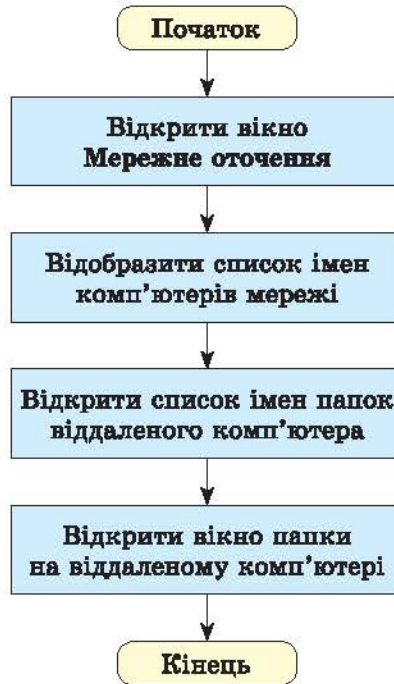 Початок
Відкрити вікно
Мережне оточення
Відобразити список імен
комп'ютерів мережі
Відкрити список імен папок
віддаленого комп'ютера
Відкрити вікно папки
на віддаленому комп'ютері
Кінець